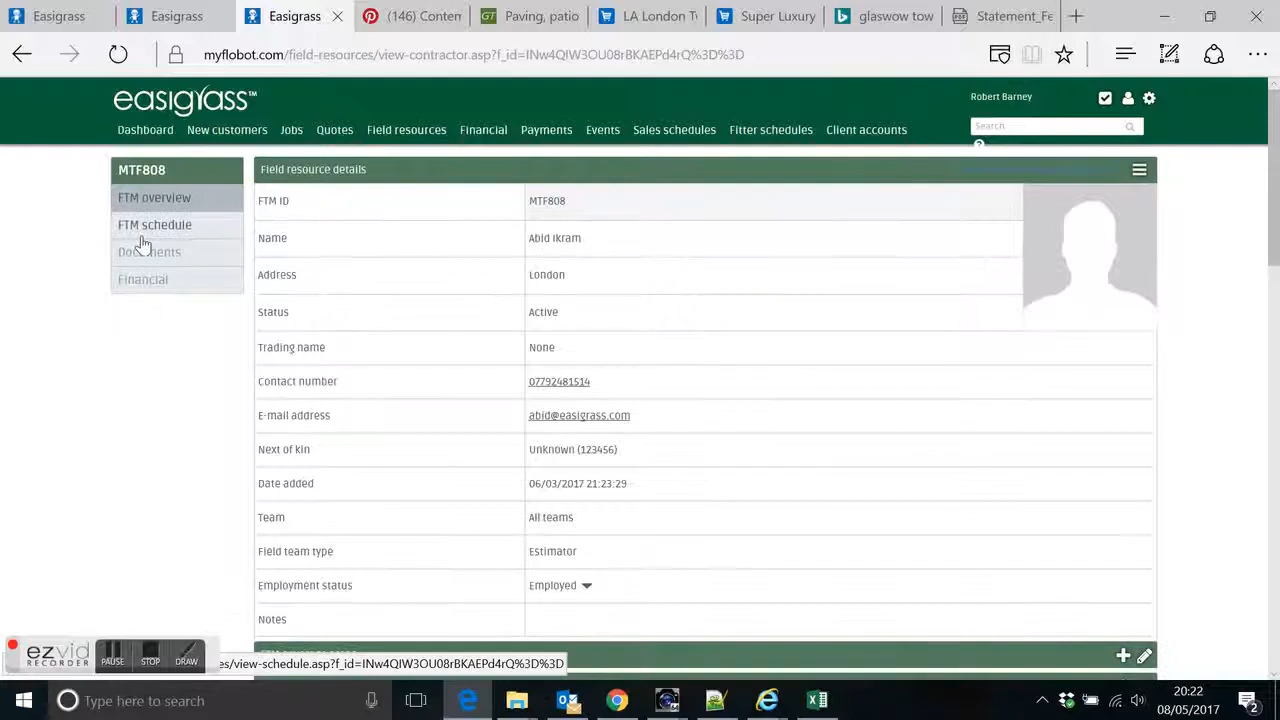 Easigrass
Easigrass
Easigrass
(146) Conten
Paving, patio
LA London T
Super Luxury
glaswow tow
Statement_Fe
myflobot.com/field-resources/view-contractor.asp?f_id=INw4QIW3OU08rBKAEPd4rQ%3D%3D
easigrass™
Robert Barney
Search
Dashboard New customers Jobs Quotes Field resources Financial Payments Events Sales schedules Fitter schedules Client accounts
MTF808
FTM overview
FTM schedule
Documents
Financial
Field resource details
FTM ID MTF808
Name Abid Ikram
Address London
Status Active
Trading name None
Contact number 07792481514
E-mail address abid@easigrass.com
Next of kin Unknown (123456)
Date added 06/03/2017 21:23:29
Team All teams
Field team type Estimator
Employment status Employed
Notes
ezvid
RECORDER
PAUSE STOP DRAW
es/view-schedule.asp?f_id=INw4QIW3OU08rBKAEPd4rQ%3D%3D
Type here to search
20:22
08/05/2017
2